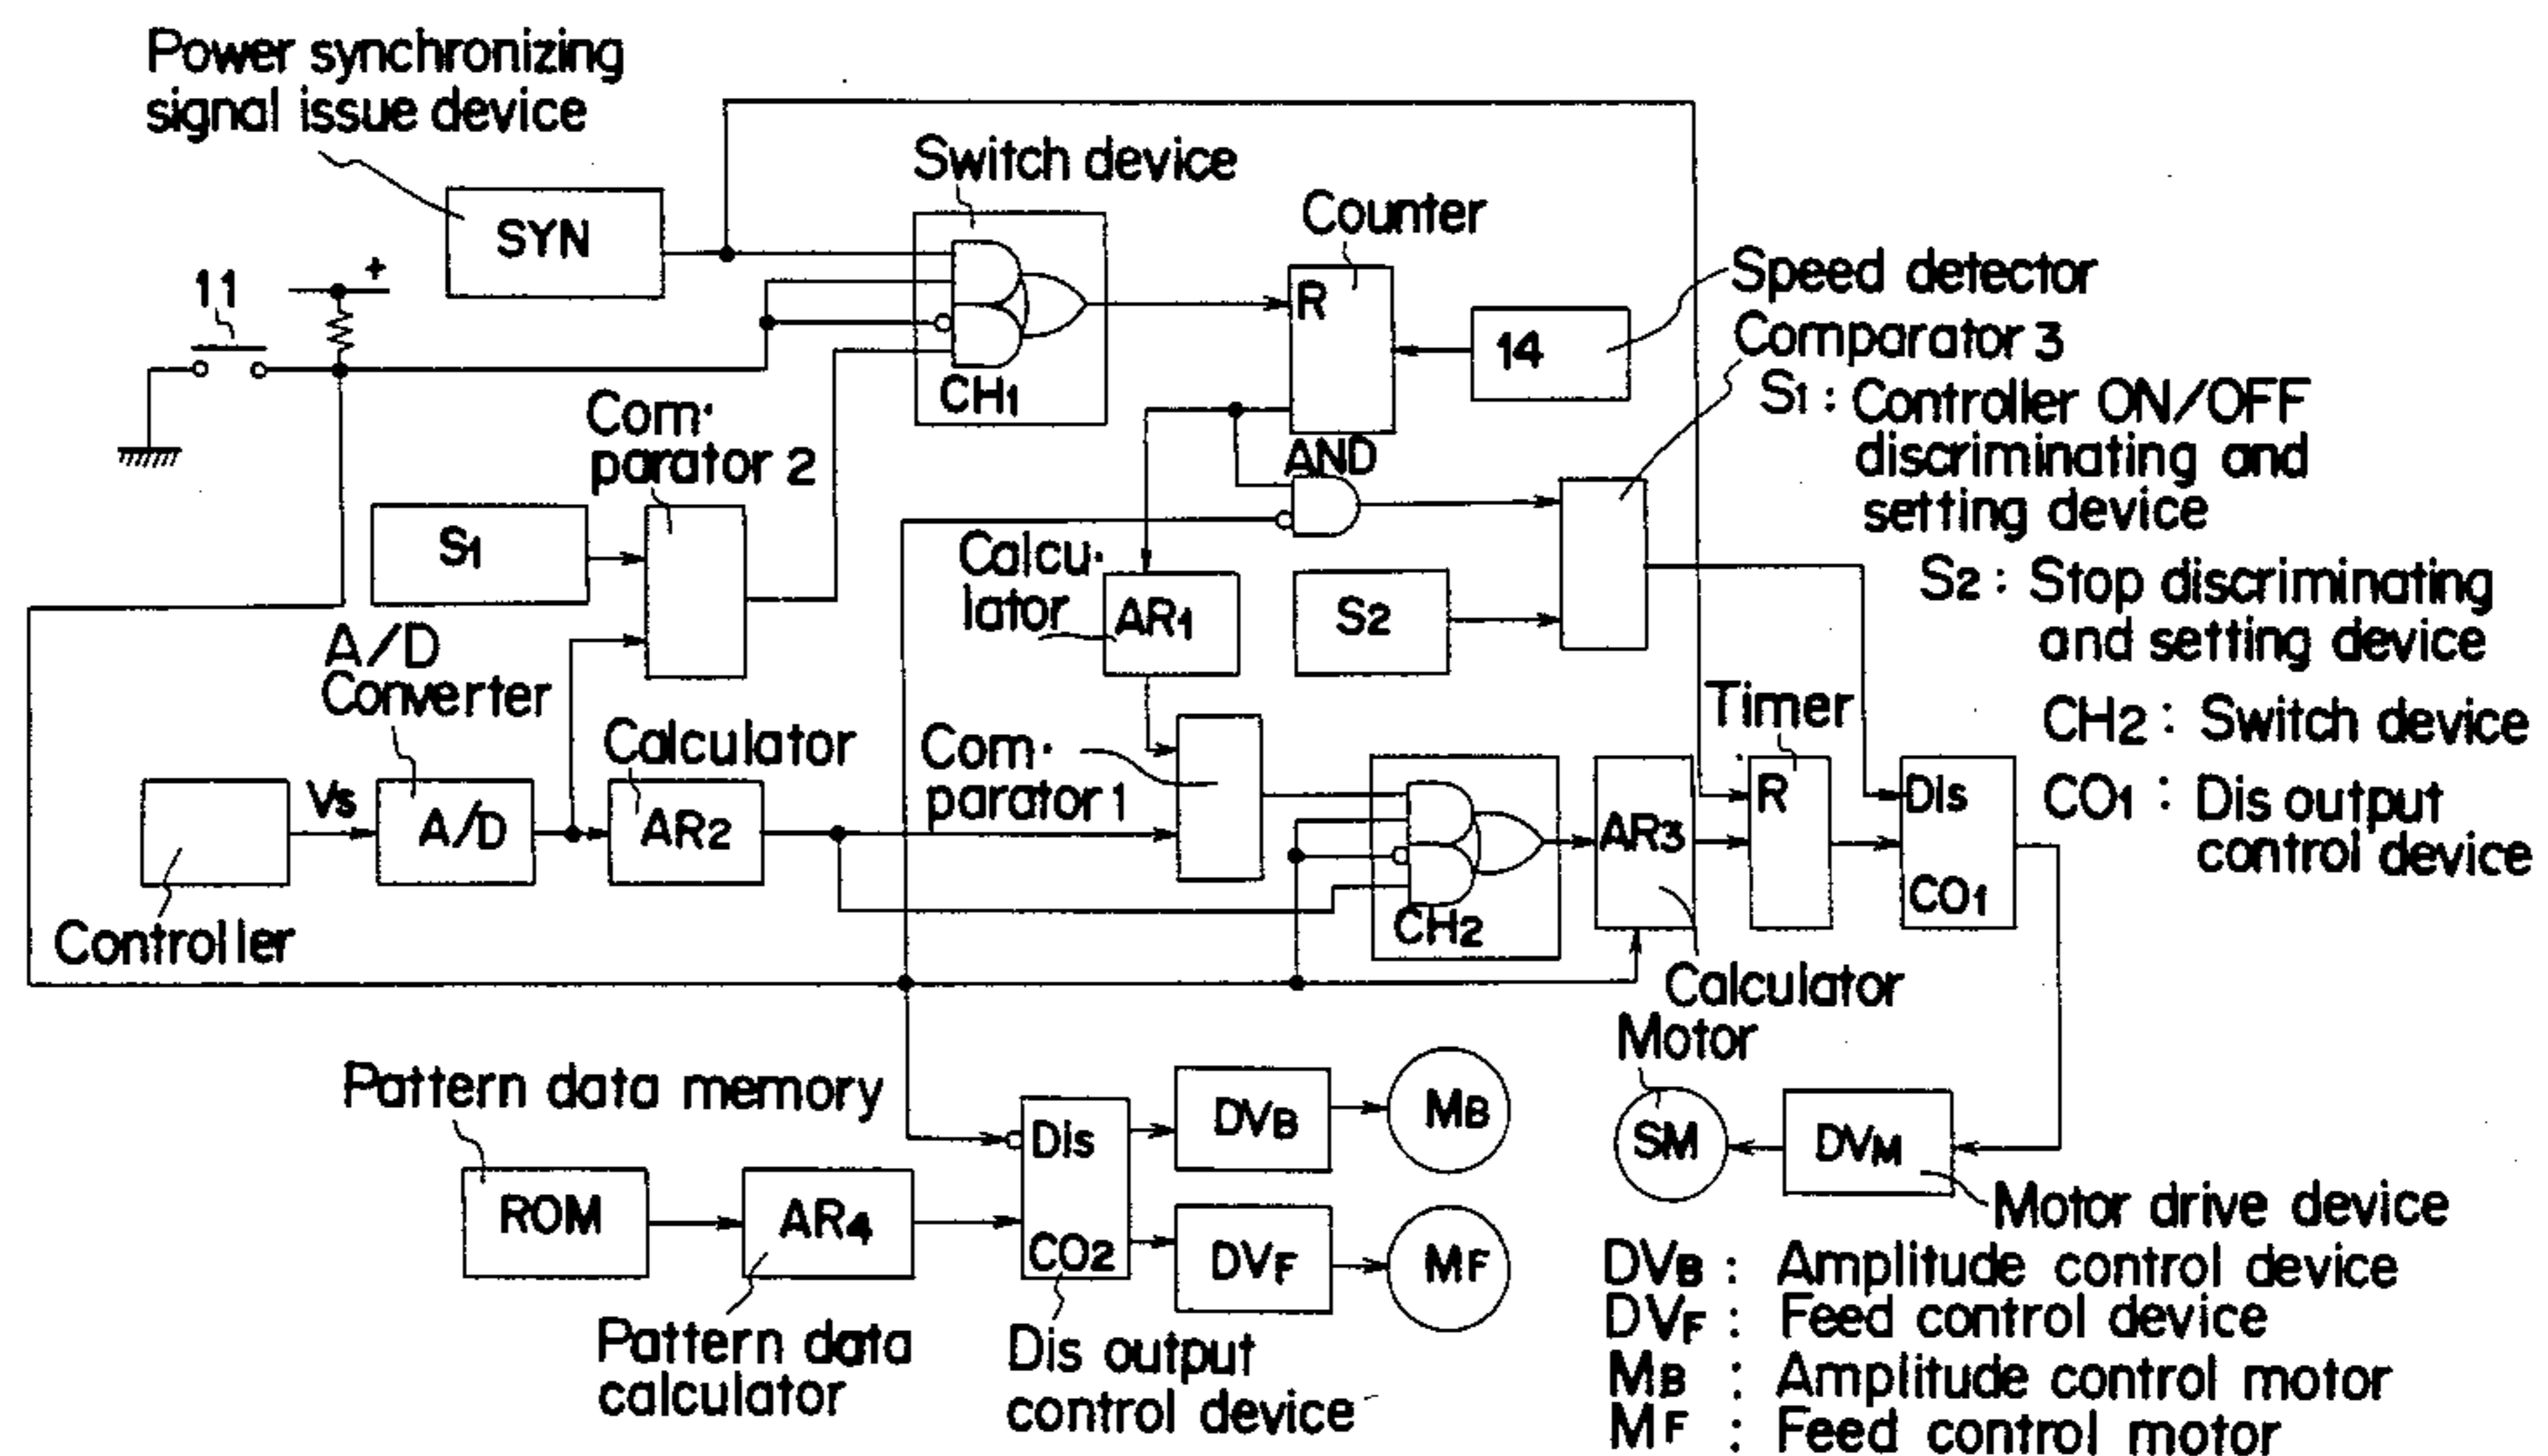 Power synchronizing
signal issue device
SYN
Switch device
CH1
Counter
R
14
Speed detector
Comparator 3
S1 : Controller ON/OFF
discriminating and
setting device
S2 : Stop discriminating
and setting device
CH2 : Switch device
CO1 : Dis output
control device
11
+
Com·
parator 2
S1
AND
Calcu·
lator
AR1
S2
A/D
Converter
Calculator
Com·
parator 1
Timer
Vs
A/D
AR2
CH2
AR3
R
Dis
CO1
Controller
Calculator
Motor
SM
DVM
Motor drive device
Pattern data memory
ROM
AR4
Dis
CO2
DVB
MB
DVF
MF
Pattern data
calculator
Dis output
control device
DVB : Amplitude control device
DVF : Feed control device
MB : Amplitude control motor
MF : Feed control motor